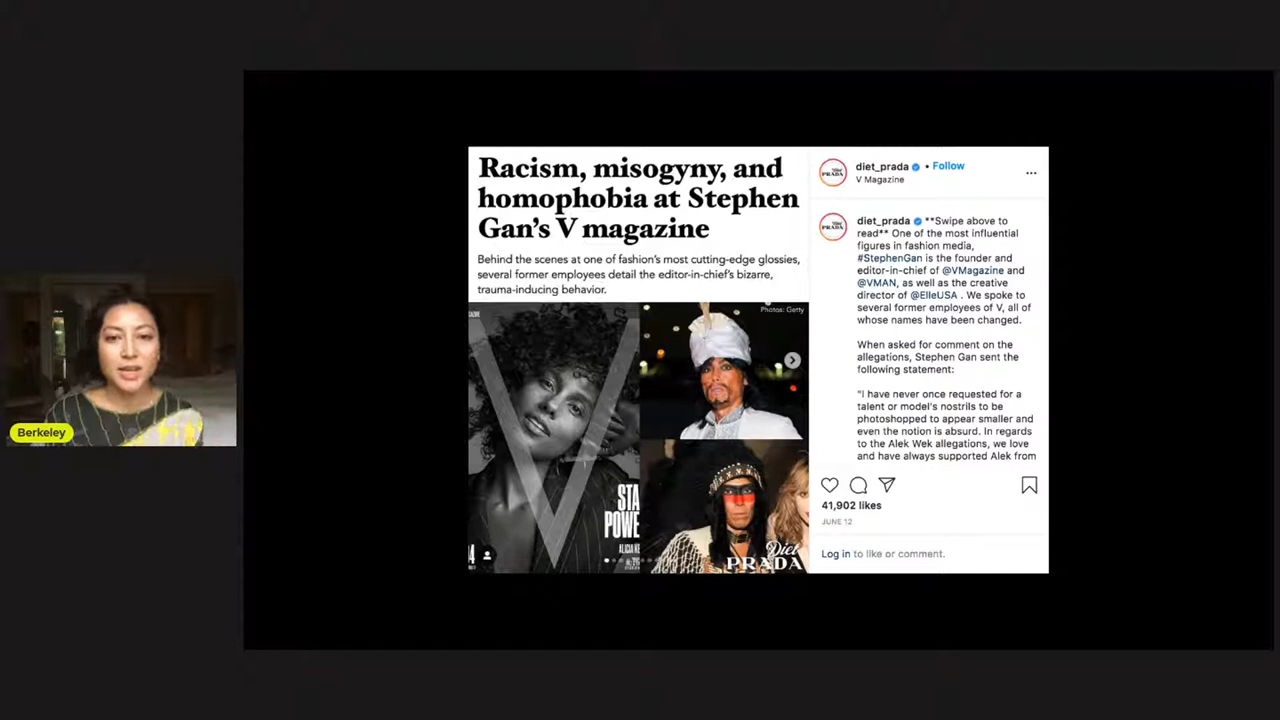 Berkeley
Racism, misogyny, and
homophobia at Stephen
Gan's V magazine
Behind the scenes at one of fashion's most cutting-edge glossies,
several former employees detail the editor-in-chief's bizarre,
trauma-inducing behavior.
Photos: Getty
V
STA
POWE
ALICIA KE
Diet
PRADA
diet_prada • Follow
V Magazine
diet_prada **Swipe above to
read** One of the most influential
figures in fashion media,
#StephenGan is the founder and
editor-in-chief of @VMagazine and
@VMAN, as well as the creative
director of @ElleUSA . We spoke to
several former employees of V, all of
whose names have been changed.
When asked for comment on the
allegations, Stephen Gan sent the
following statement:
"I have never once requested for a
talent or model's nostrils to be
photoshopped to appear smaller and
even the notion is absurd. In regards
to the Alek Wek allegations, we love
and have always supported Alek from
41,902 likes
JUNE 12
Log in to like or comment.